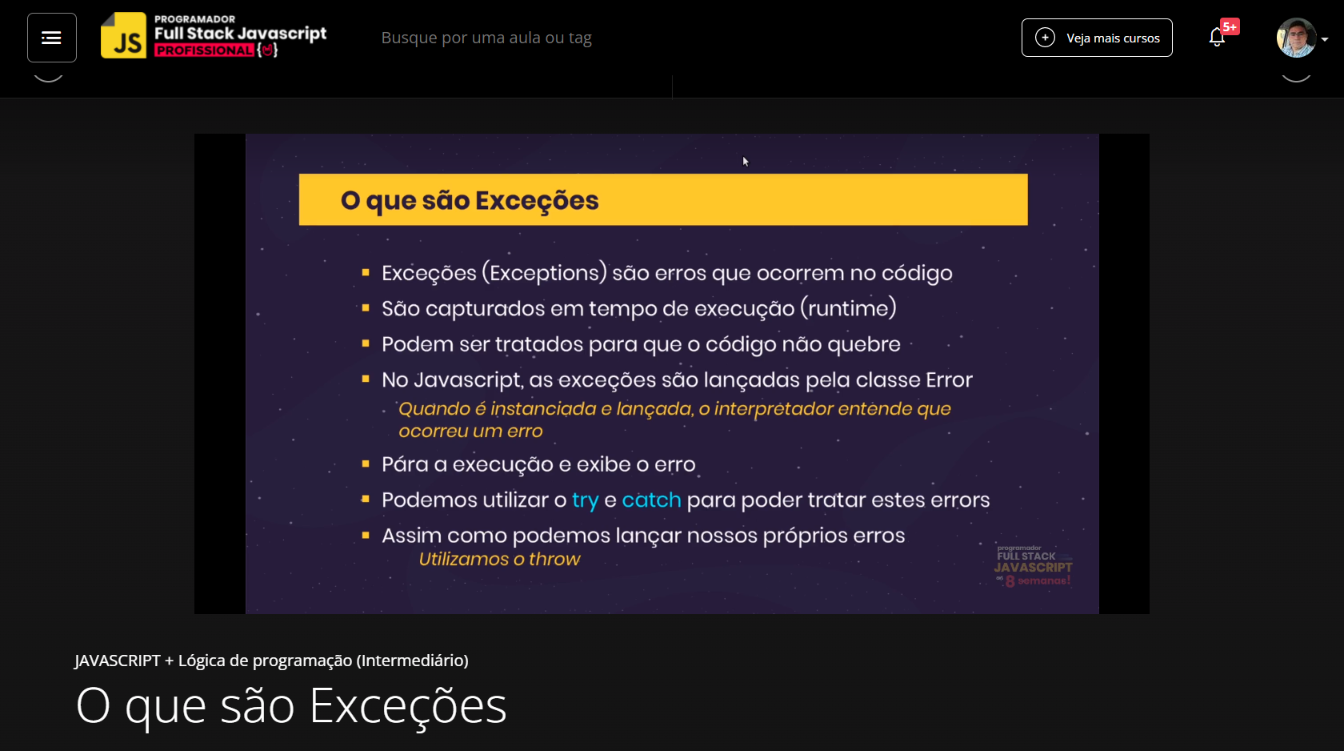 PROGRAMADOR
JS Full Stack Javascript
PROFISSIONAL { }
Busque por uma aula ou tag
Veja mais cursos
5+
O que são Exceções
Exceções (Exceptions) são erros que ocorrem no código
São capturados em tempo de execução (runtime)
Podem ser tratados para que o código não quebre
No Javascript, as exceções são lançadas pela classe Error
Quando é instanciada e lançada, o interpretador entende que
ocorreu um erro
Pára a execução e exibe o erro
Podemos utilizar o try e catch para poder tratar estes errors
Assim como podemos lançar nossos próprios erros
Utilizamos o throw
programador
FULL STACK
JAVASCRIPT
8 semanas!
JAVASCRIPT + Lógica de programação (Intermediário)
O que são Exceções